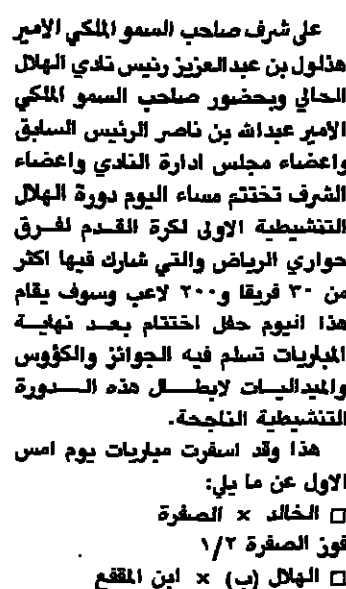 على شرف صاحب السمو الملكي الامير
هذلول بن عبدالعزيز رئيس نادي الهلال
الحالي وبحضور صاحب السمو الملكي
الأمير عبدالله بن ناصر الرئيس السابق
واعضاء مجلس ادارة النادي واعضاء
الشرف تختتم مساء اليوم دورة الهلال
التنشيطية الاولى لكرة القدم لفرق
حواري الرياض والتي شارك فيها اكثر
من ٣٠ فريقا و٢٠٠ لاعب وسوف يقام
هذا اليوم حفل اختتام بعد نهاية
المباريات تسلم فيه الجوائز والكؤوس
والميداليات لابطال هذه الدورة
التنشيطية الناجحة.
هذا وقد اسفرت مباريات يوم امس
الاول عن ما يلي:
□ الخالد × الصفرة
فوز الصفرة ١/٢
□ الهلال (ب) × ابن المقفع